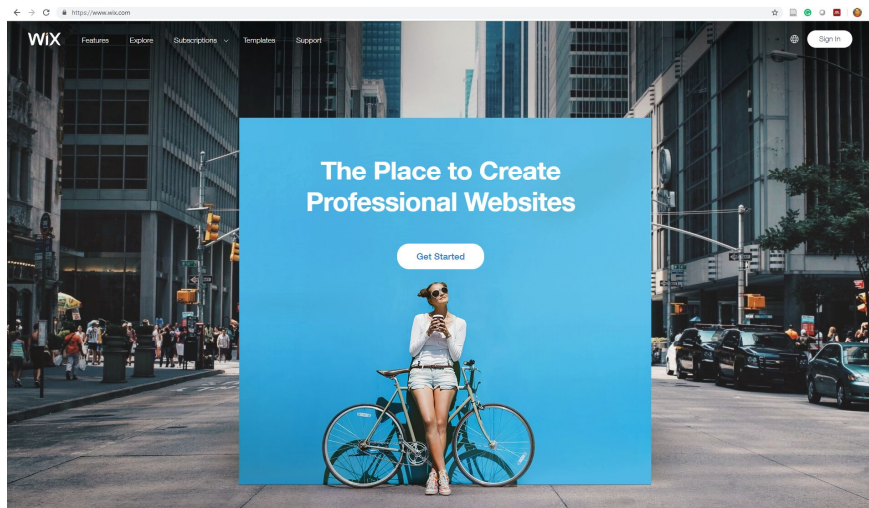 https://www.wix.com
WiX
Features
Explore
Subscriptions
Templates
Support
Sign In
The Place to Create
Professional Websites
Get Started